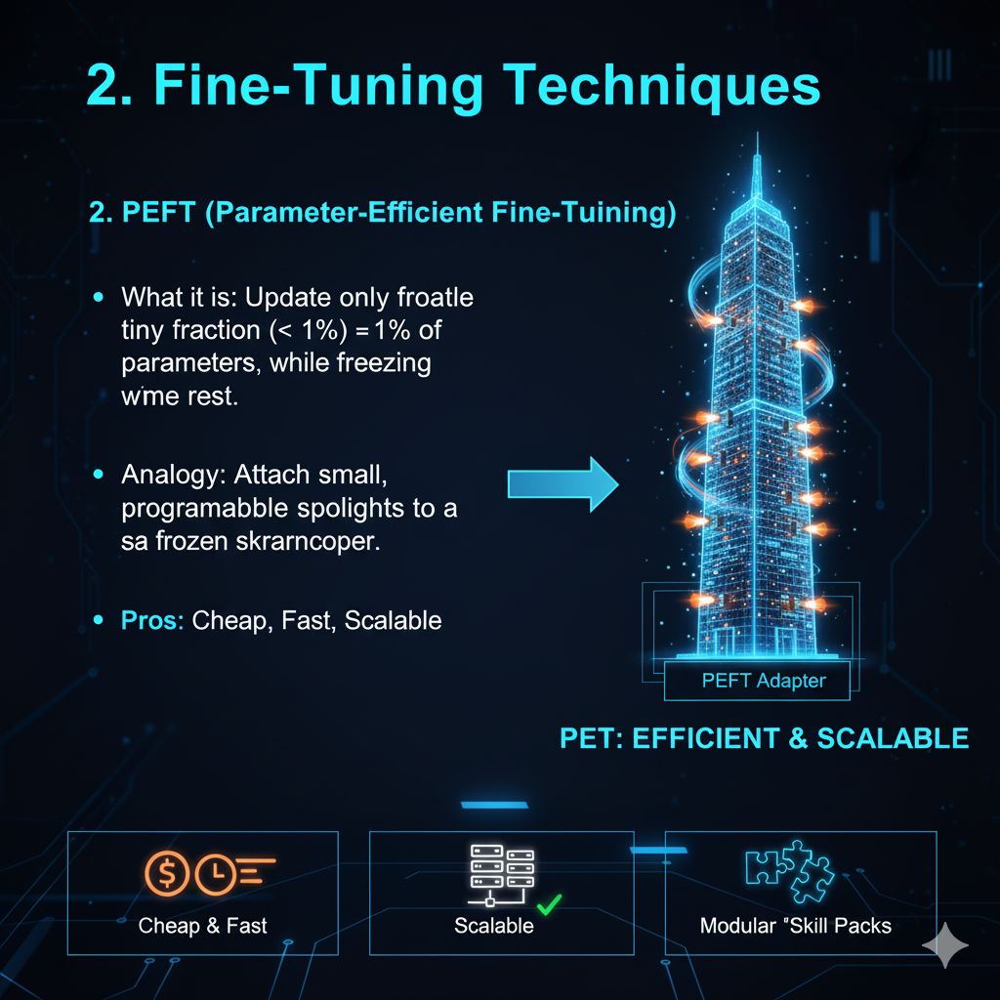 2. Fine-Tuning Techniques
2. PEFT (Parameter-Efficient Fine-Tuining)
• What it is: Update only froatle
tiny fraction (< 1%) = 1% of
parameters, while freezing
w'me rest.
• Analogy: Attach small,
programabble spolights to a
sa frozen skrarncoper.
• Pros: Cheap, Fast, Scalable
PEFT Adapter
PET: EFFICIENT & SCALABLE
Cheap & Fast
Scalable
Modular "Skill Packs